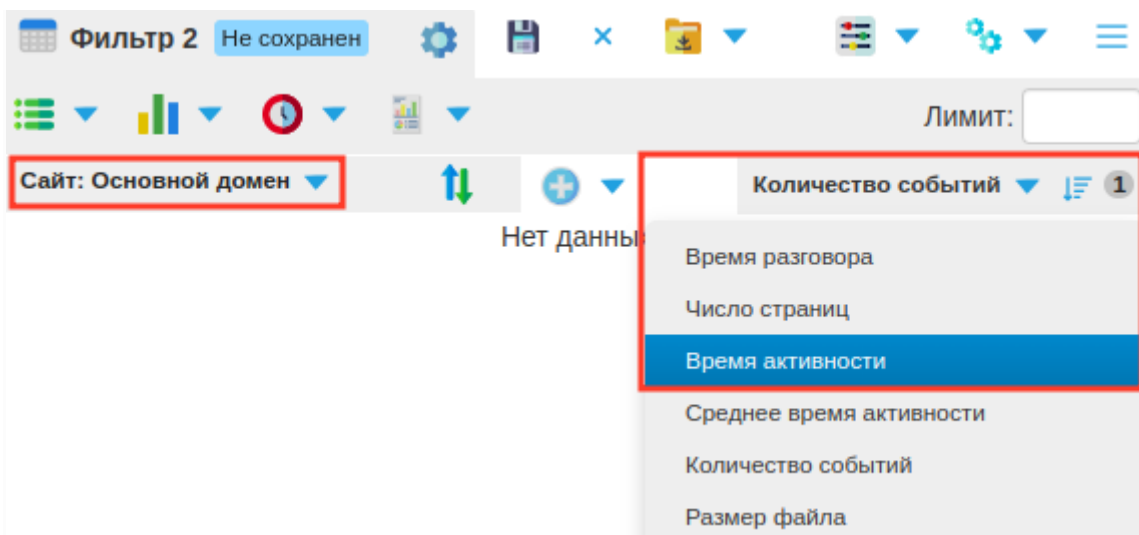 Фильтр 2 Не сохранен
Лимит:
Сайт: Основной домен Количество событий 1
Нет данны
Время разговора
Число страниц
Время активности
Среднее время активности
Количество событий
Размер файла